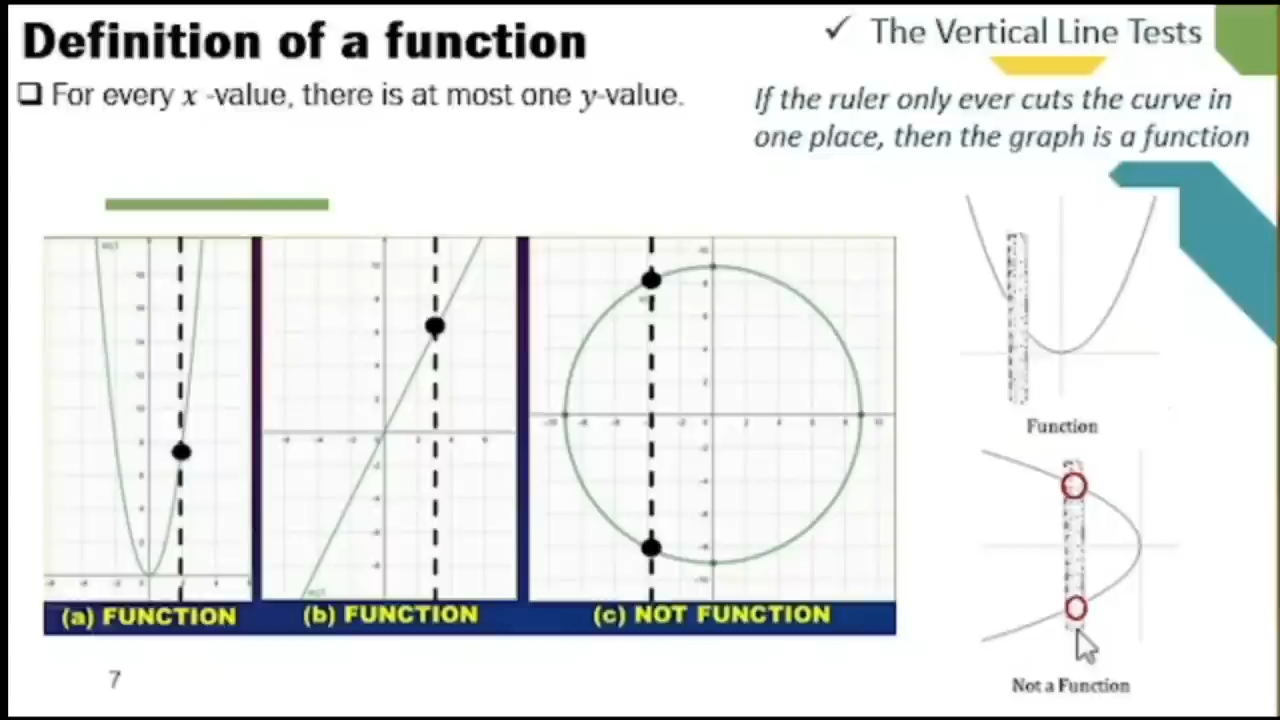 Definition of a function
✓ The Vertical Line Tests
❑ For every x -value, there is at most one y-value.
If the ruler only ever cuts the curve in
one place, then the graph is a function
Function
(a) FUNCTION
(b) FUNCTION
(c) NOT FUNCTION
Not a Function
7